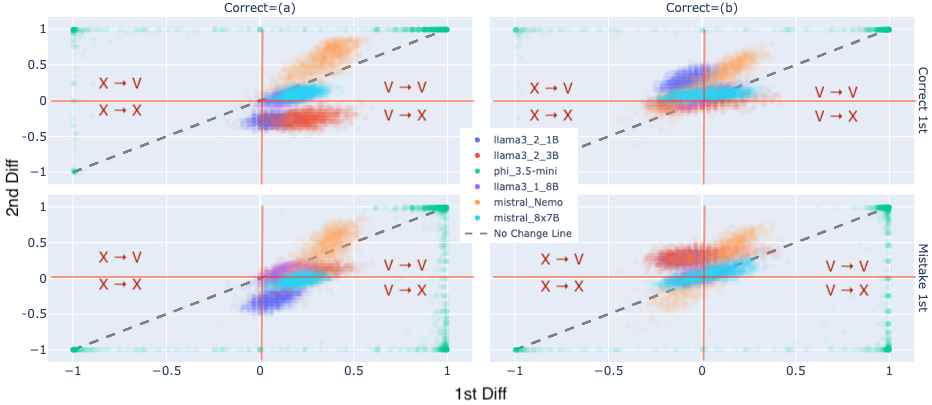 Correct=(a)
Correct=(b)
1
0.5
0
−0.5
−1
X → V
X → X
V → V
V → X
X → V
X → X
V → V
V → X
Correct 1st
2nd Diff
llama3_2_1B
llama3_2_3B
phi_3.5-mini
llama3_1_8B
mistral_Nemo
mistral_8x7B
No Change Line
1
0.5
0
−0.5
−1
X → V
X → X
V → V
V → X
X → V
X → X
V → V
V → X
Mistake 1st
−1
−0.5
0
0.5
1
−1
−0.5
0
0.5
1
1st Diff